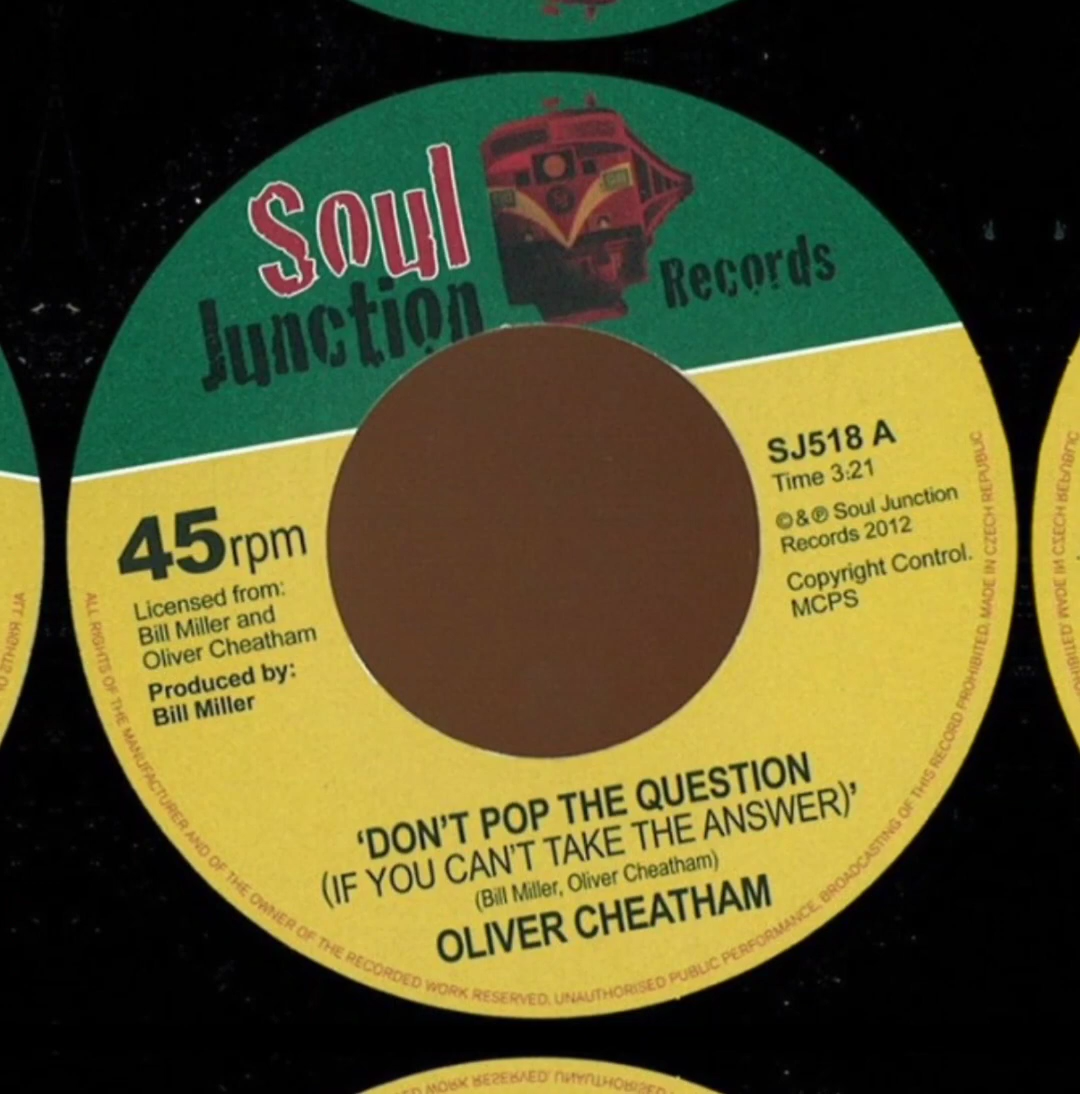 Soul
Junction
Records
SJ518 A
Time 3:21
©&℗ Soul Junction
Records 2012
Copyright Control.
MCPS
45rpm
Licensed from:
Bill Miller and
Oliver Cheatham
Produced by:
Bill Miller
‘DON’T POP THE QUESTION
(IF YOU CAN’T TAKE THE ANSWER)’
(Bill Miller, Oliver Cheatham)
OLIVER CHEATHAM
ALL RIGHTS OF THE MANUFACTURER AND OF THE OWNER OF THE RECORDED WORK RESERVED, UNAUTHORISED PUBLIC PERFORMANCE, BROADCASTING OF THIS RECORD PROHIBITED. MADE IN CZECH REPUBLIC